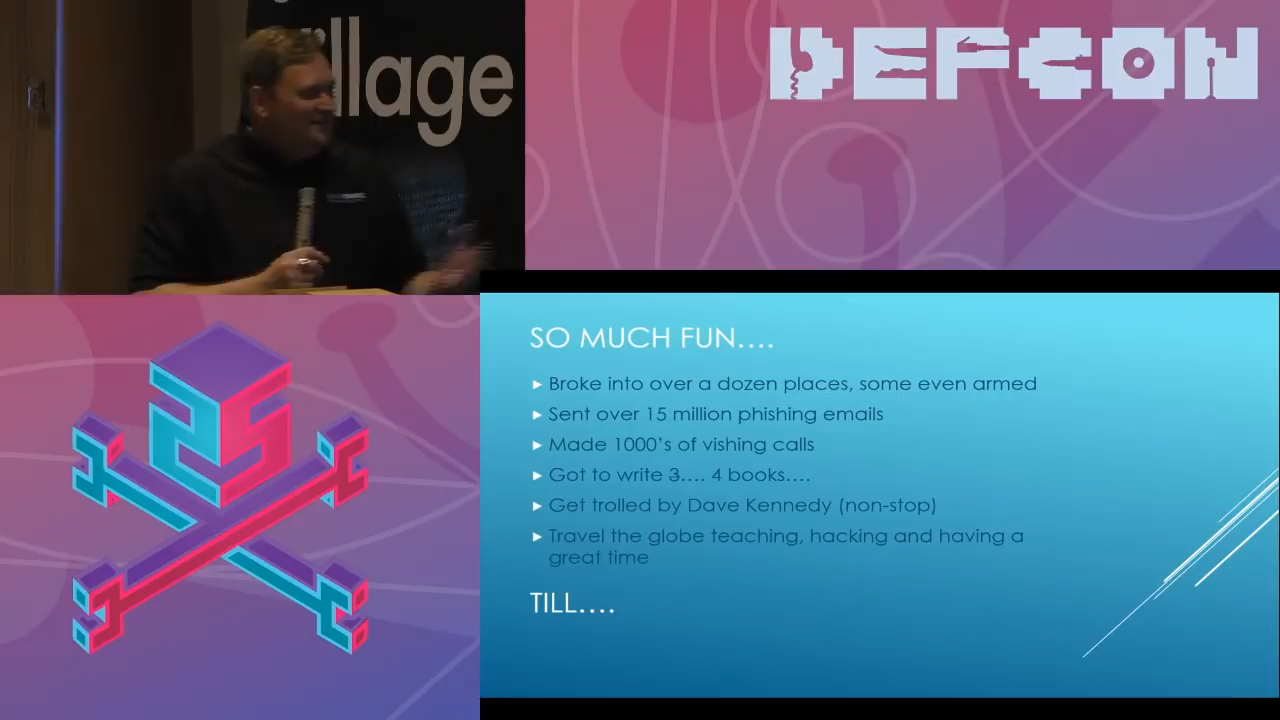 illage
DEFCON
SO MUCH FUN....
Broke into over a dozen places, some even armed
Sent over 15 million phishing emails
Made 1000's of vishing calls
Got to write 3.... 4 books....
Get trolled by Dave Kennedy (non-stop)
Travel the globe teaching, hacking and having a
great time
TILL....